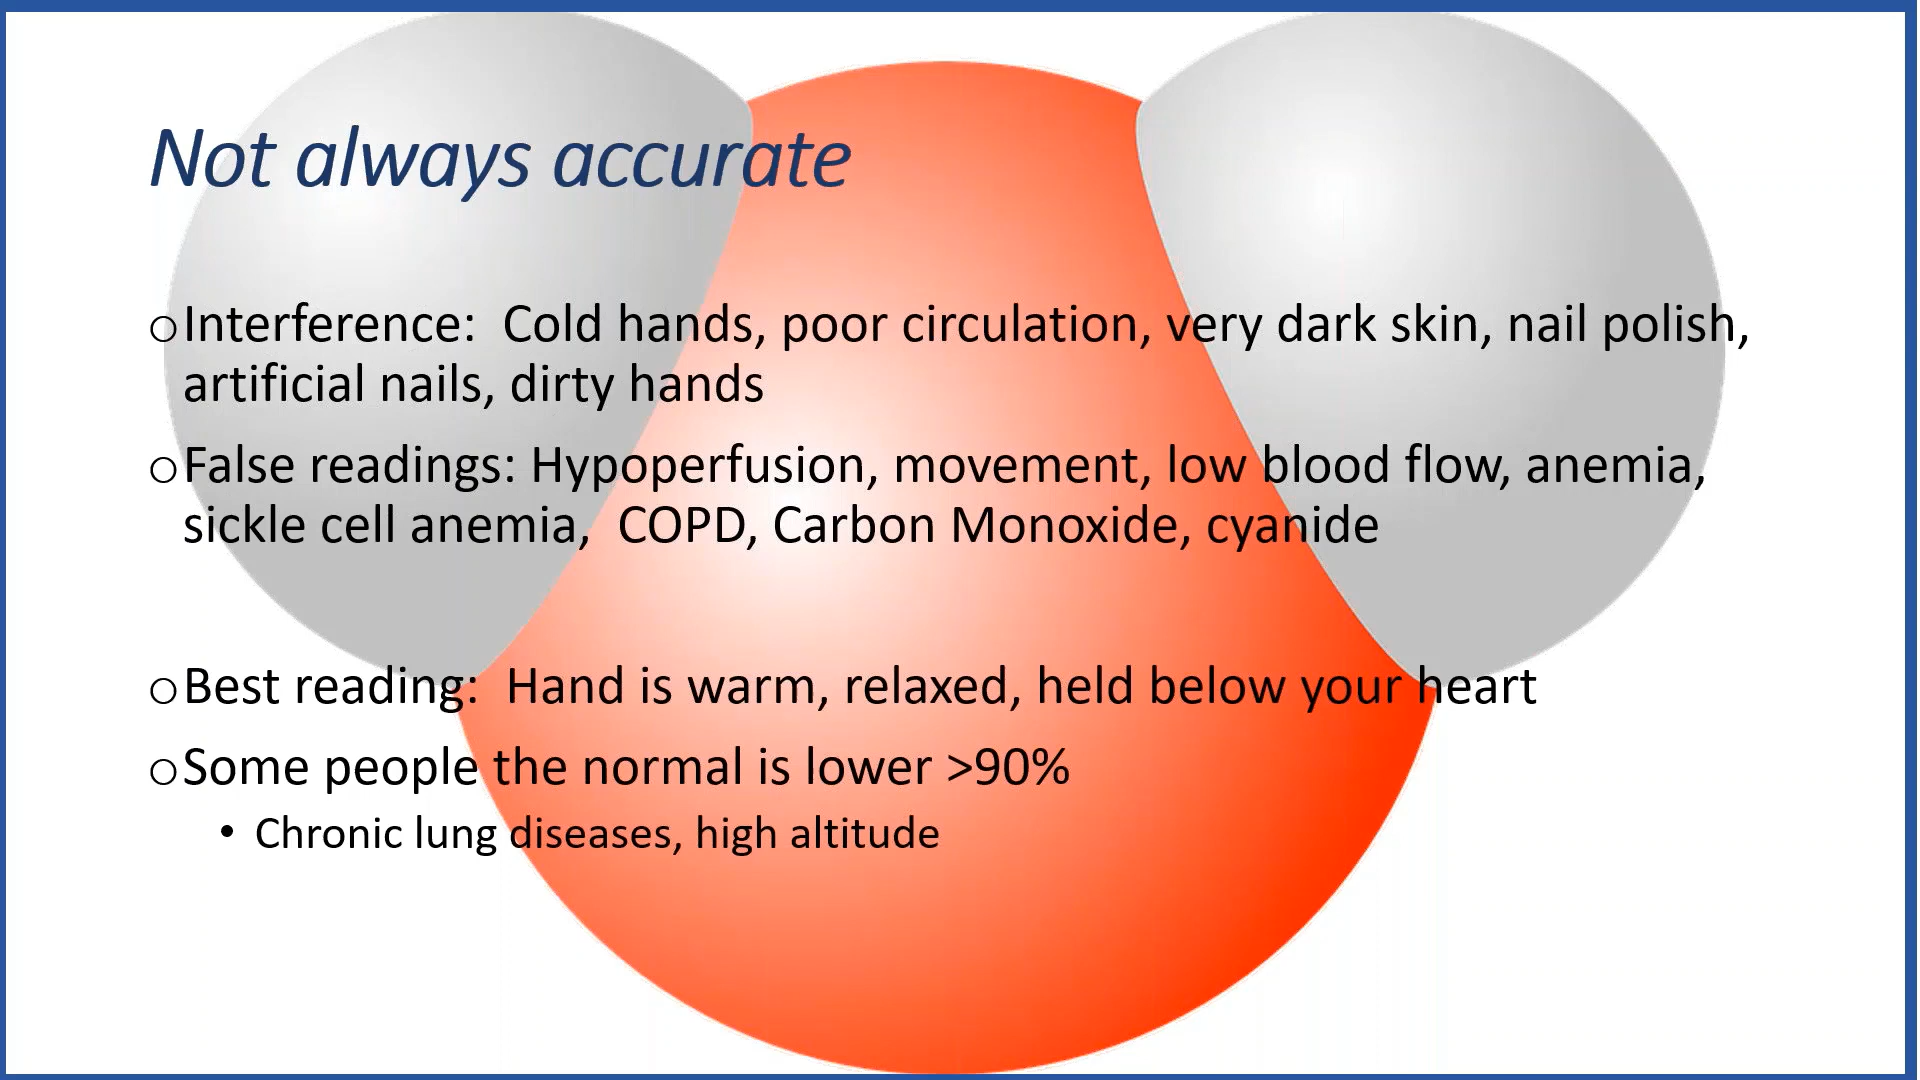 Not always accurate
oInterference:  Cold hands, poor circulation, very dark skin, nail polish,
artificial nails, dirty hands
oFalse readings: Hypoperfusion, movement, low blood flow, anemia,
sickle cell anemia,  COPD, Carbon Monoxide, cyanide
oBest reading:  Hand is warm, relaxed, held below your heart
oSome people the normal is lower >90%
• Chronic lung diseases, high altitude